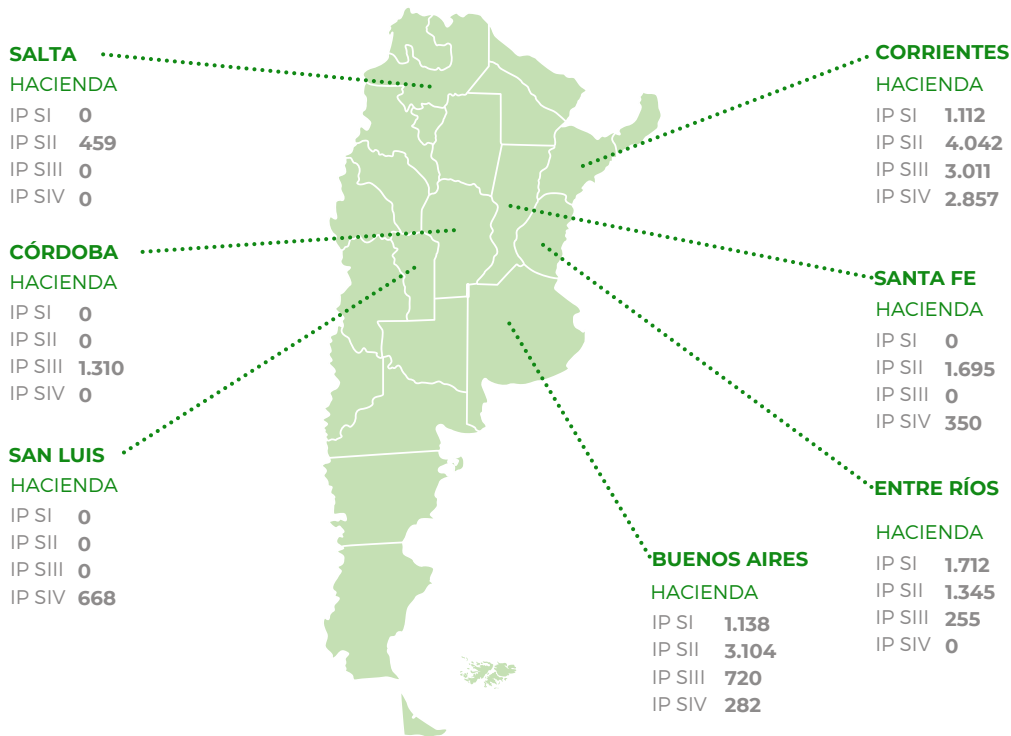 SALTA
HACIENDA
IP SI 0
IP SII 459
IP SIII 0
IP SIV 0
CÓRDOBA
HACIENDA
IP SI 0
IP SII 0
IP SIII 1.310
IP SIV 0
SAN LUIS
HACIENDA
IP SI 0
IP SII 0
IP SIII 0
IP SIV 668
CORRIENTES
HACIENDA
IP SI 1.112
IP SII 4.042
IP SIII 3.011
IP SIV 2.857
SANTA FE
HACIENDA
IP SI 0
IP SII 1.695
IP SIII 0
IP SIV 350
ENTRE RÍOS
HACIENDA
IP SI 1.712
IP SII 1.345
IP SIII 255
IP SIV 0
BUENOS AIRES
HACIENDA
IP SI 1.138
IP SII 3.104
IP SIII 720
IP SIV 282